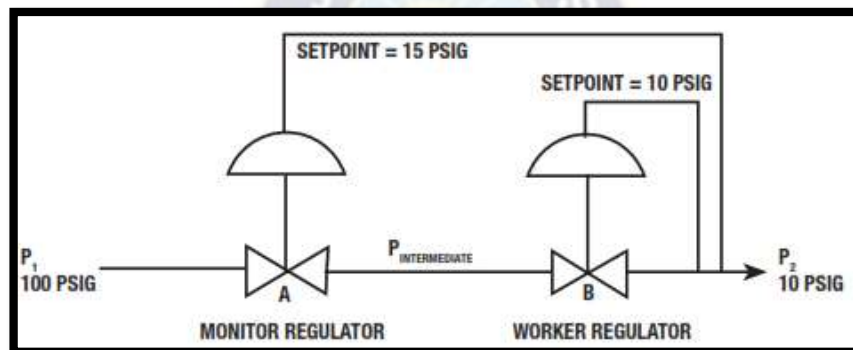 SETPOINT = 15 PSIG
SETPOINT = 10 PSIG
P1
100 PSIG
A
PINTERMEDIATE
B
P2
10 PSIG
MONITOR REGULATOR
WORKER REGULATOR